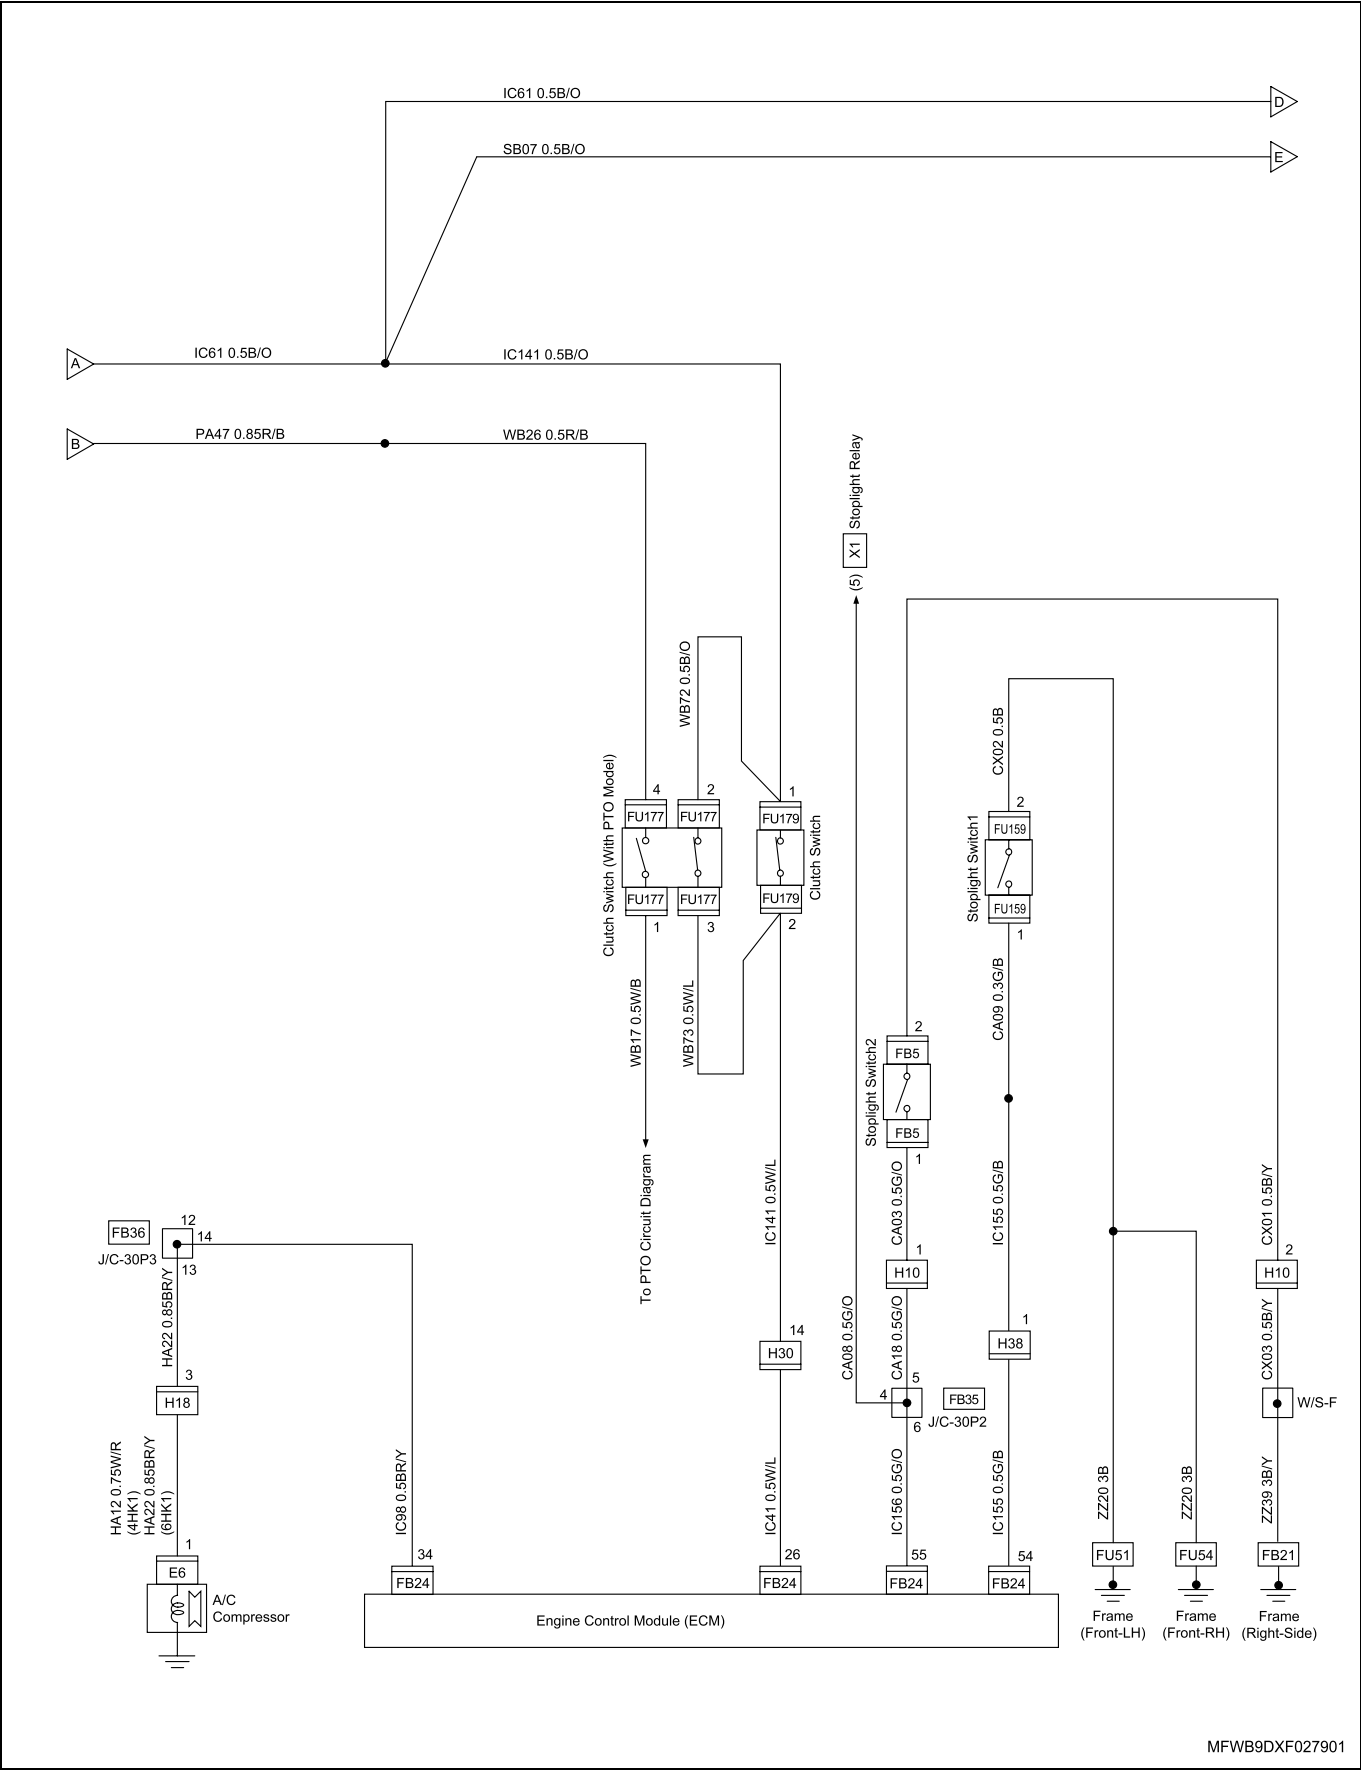 IC61 0.5B/O
D
SB07 0.5B/O
E
A
IC61 0.5B/O
IC141 0.5B/O
B
PA47 0.85R/B
WB26 0.5R/B
(5) X1 Stoplight Relay
WB72 0.5B/O
CX02 0.5B
Clutch Switch (With PTO Model)
4
FU177
2
FU177
1
FU179
Clutch Switch
FU177
1
FU177
3
FU179
2
Stoplight Switch1
2
FU159
FU159
1
WB17 0.5W/B
WB73 0.5W/L
CA09 0.3G/B
Stoplight Switch2
2
FB5
FB5
1
To PTO Circuit Diagram
IC141 0.5W/L
CA03 0.5G/O
IC155 0.5G/B
CX01 0.5B/Y
FB36
J/C-30P3
12
14
13
HA22 0.85BR/Y
1
H10
2
H10
CA08 0.5G/O
CA18 0.5G/O
CX03 0.5B/Y
14
H30
1
H38
3
H18
4
5
6
FB35
J/C-30P2
W/S-F
HA12 0.75W/R
(4HK1)
HA22 0.85BR/Y
(6HK1)
IC98 0.5BR/Y
IC41 0.5W/L
IC156 0.5G/O
IC155 0.5G/B
ZZ20 3B
ZZ20 3B
ZZ39 3B/Y
1
E6
A/C
Compressor
34
FB24
26
FB24
55
FB24
54
FB24
Engine Control Module (ECM)
FU51
Frame
(Front-LH)
FU54
Frame
(Front-RH)
FB21
Frame
(Right-Side)
MFWB9DXF027901